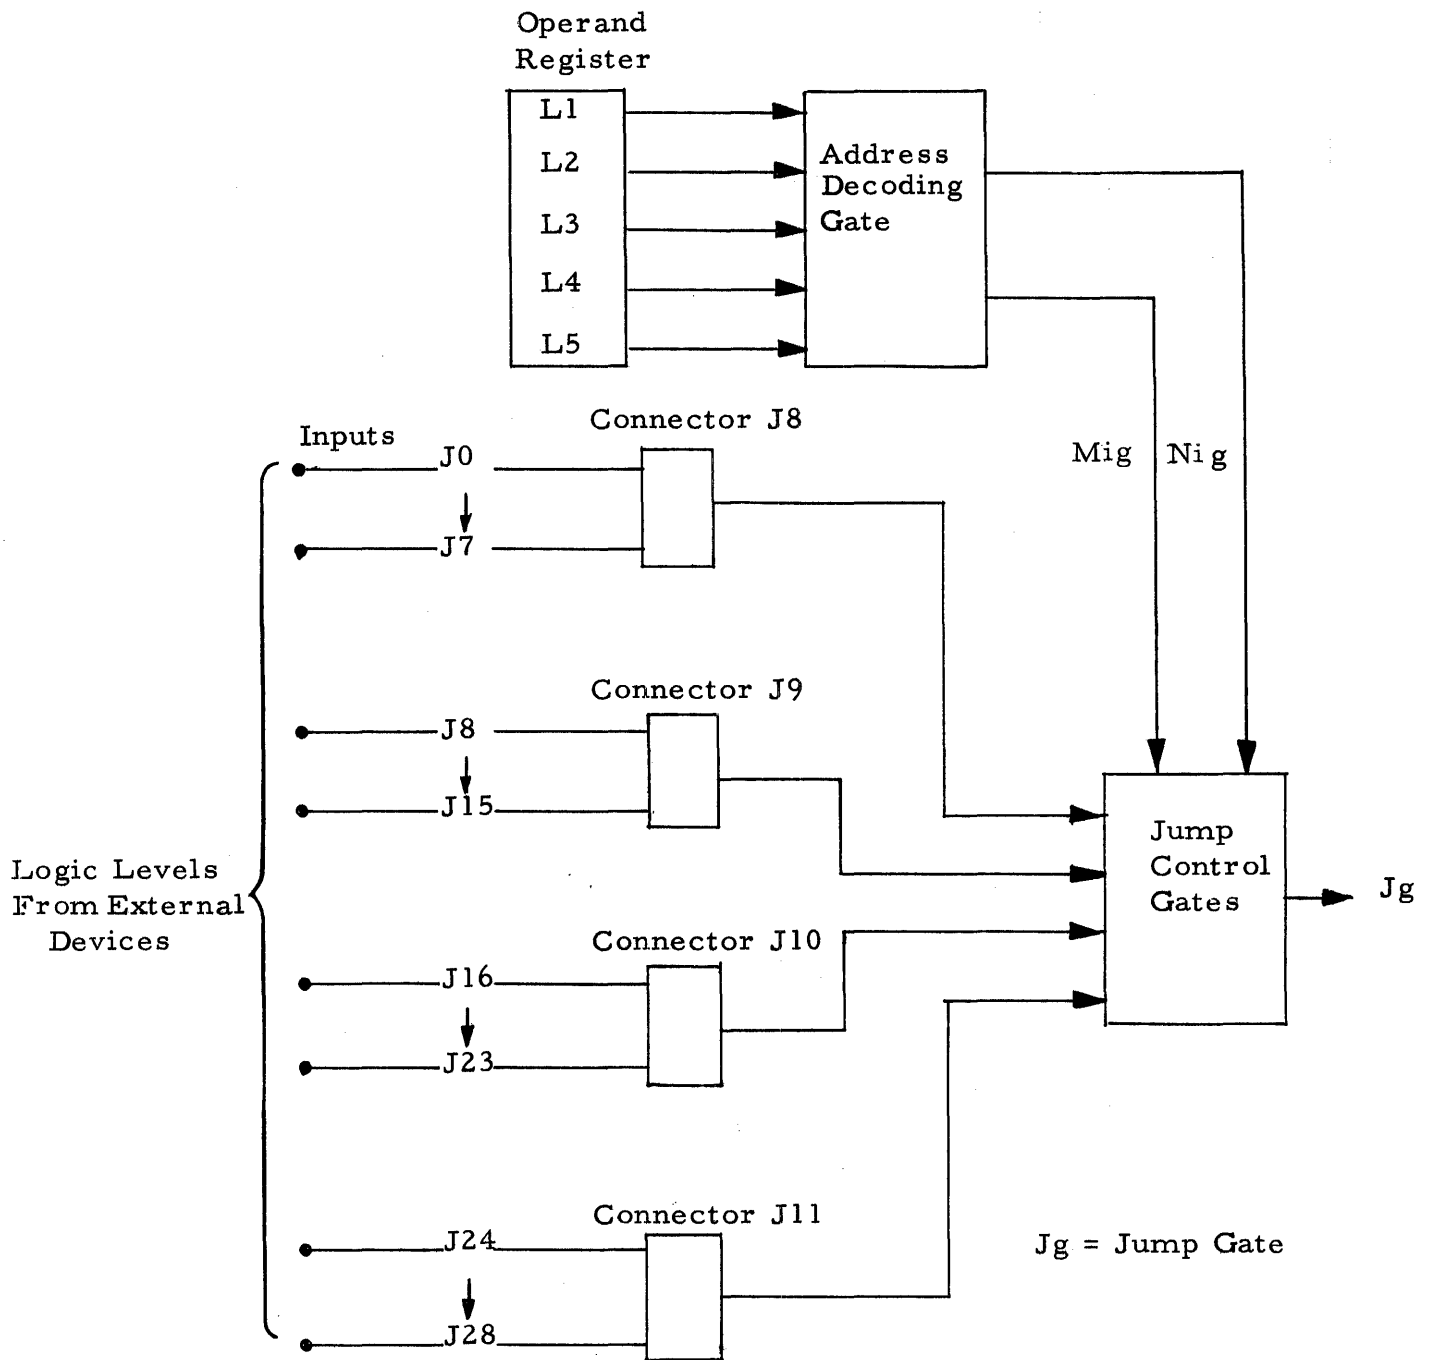 Operand
Register
L1
L2
L3
L4
L5
Address
Decoding
Gate
Connector J8
Inputs
J0
J7
Mig
Nig
Connector J9
J8
J15
Logic Levels
From External
Devices
Jump
Control
Gates
Jg
Connector J10
J16
J23
Connector J11
J24
J28
Jg = Jump Gate